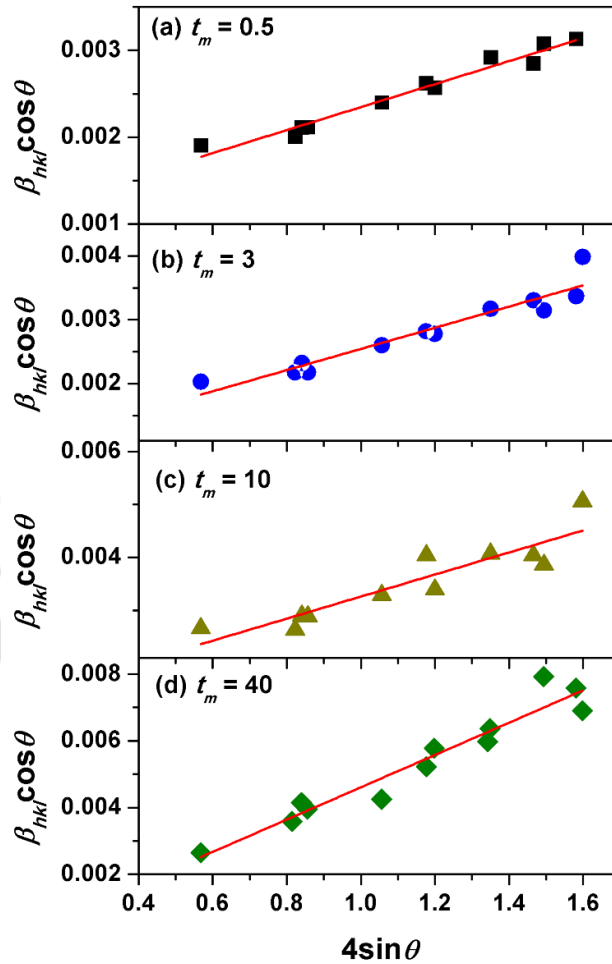 (a) t_m = 0.5
0.003
0.002
0.001
β_hkl cosθ
(b) t_m = 3
0.004
0.003
0.002
β_hkl cosθ
(c) t_m = 10
0.006
0.004
β_hkl cosθ
(d) t_m = 40
0.008
0.006
0.004
0.002
β_hkl cosθ
0.4 0.6 0.8 1.0 1.2 1.4 1.6
4sinθ